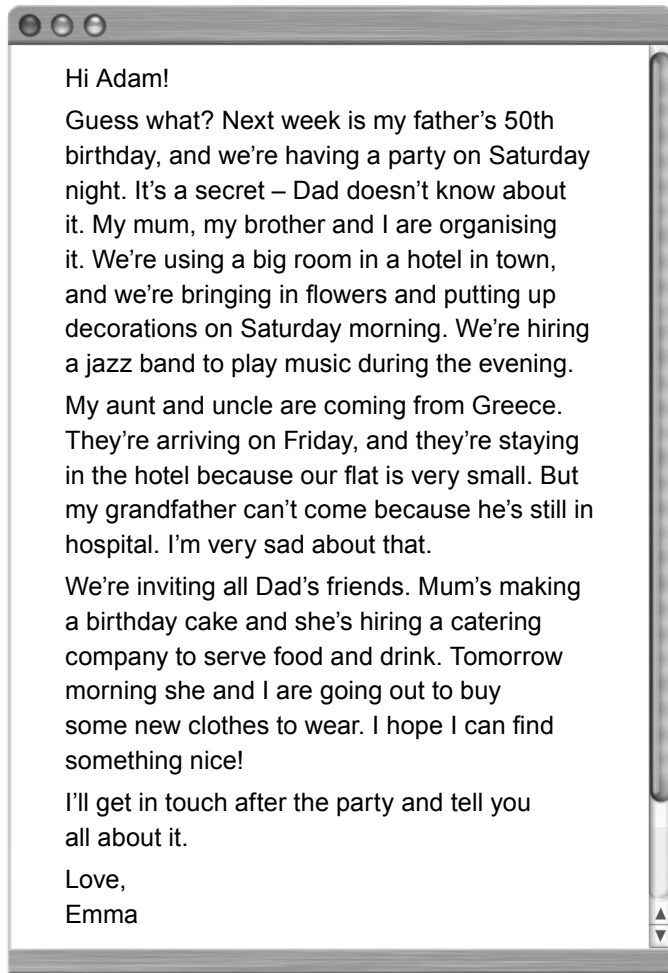 Hi Adam!
Guess what? Next week is my father’s 50th
birthday, and we’re having a party on Saturday
night. It’s a secret – Dad doesn’t know about
it. My mum, my brother and I are organising
it. We’re using a big room in a hotel in town,
and we’re bringing in flowers and putting up
decorations on Saturday morning. We’re hiring
a jazz band to play music during the evening.
My aunt and uncle are coming from Greece.
They’re arriving on Friday, and they’re staying
in the hotel because our flat is very small. But
my grandfather can’t come because he’s still in
hospital. I’m very sad about that.
We’re inviting all Dad’s friends. Mum’s making
a birthday cake and she’s hiring a catering
company to serve food and drink. Tomorrow
morning she and I are going out to buy
some new clothes to wear. I hope I can find
something nice!
I’ll get in touch after the party and tell you
all about it.
Love,
Emma